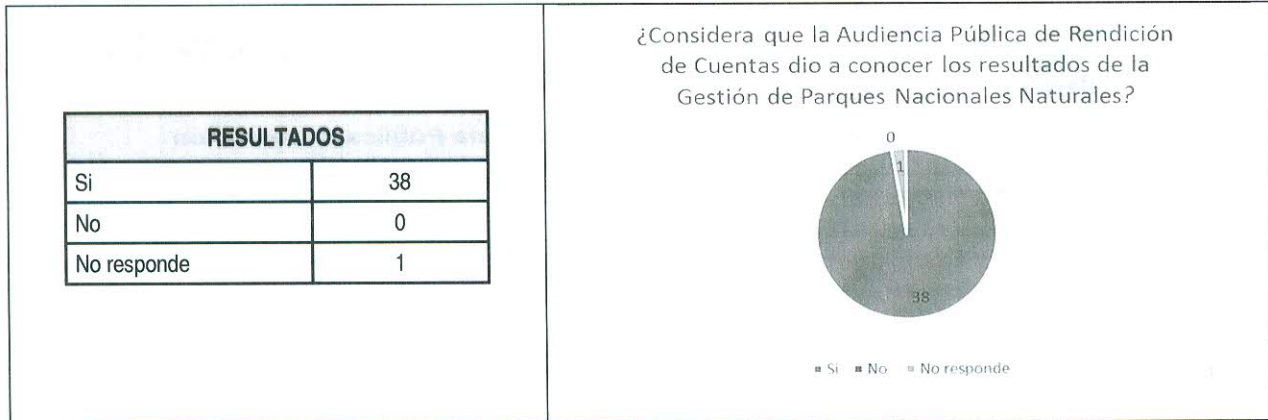 RESULTADOS
Si 38
No 0
No responde 1
¿Considera que la Audiencia Pública de Rendición
de Cuentas dio a conocer los resultados de la
Gestión de Parques Nacionales Naturales?
0
1
38
Si No No responde